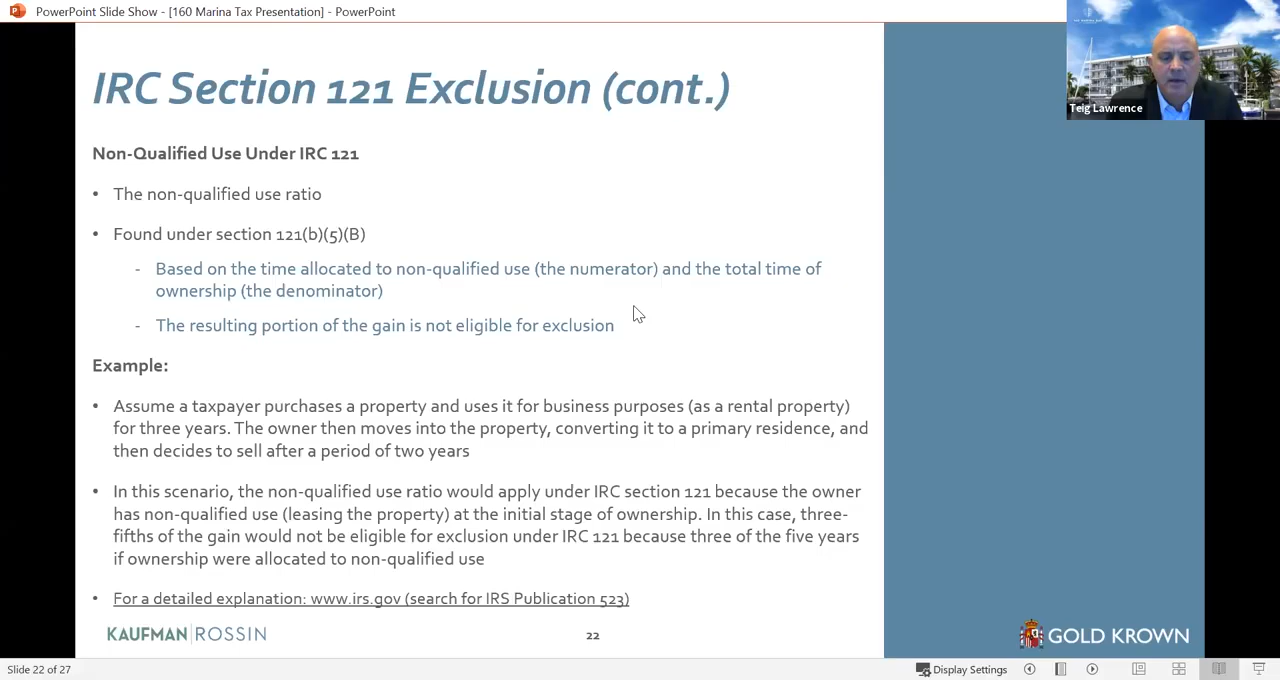 PowerPoint Slide Show - [160 Marina Tax Presentation] - PowerPoint
IRC Section 121 Exclusion (cont.)
Teig Lawrence
Non-Qualified Use Under IRC 121
• The non-qualified use ratio
• Found under section 121(b)(5)(B)
- Based on the time allocated to non-qualified use (the numerator) and the total time of
ownership (the denominator)
- The resulting portion of the gain is not eligible for exclusion
Example:
• Assume a taxpayer purchases a property and uses it for business purposes (as a rental property)
for three years. The owner then moves into the property, converting it to a primary residence, and
then decides to sell after a period of two years
• In this scenario, the non-qualified use ratio would apply under IRC section 121 because the owner
has non-qualified use (leasing the property) at the initial stage of ownership. In this case, three-
fifths of the gain would not be eligible for exclusion under IRC 121 because three of the five years
if ownership were allocated to non-qualified use
• For a detailed explanation: www.irs.gov (search for IRS Publication 523)
KAUFMAN ROSSIN
22
GOLD KROWN
Slide 22 of 27
Display Settings